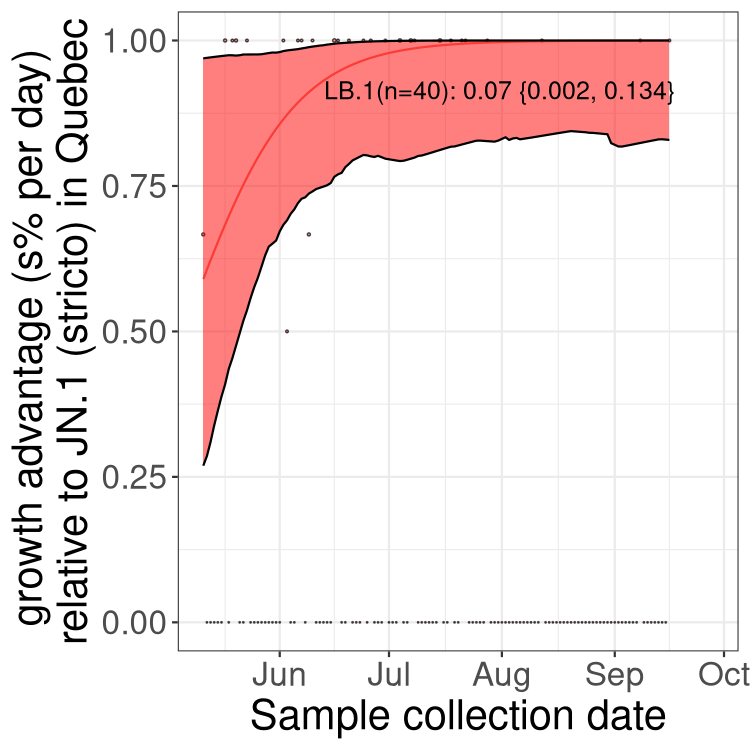 growth advantage (s% per day)
relative to JN.1 (stricto) in Quebec
1.00
0.75
0.50
0.25
0.00
LB.1(n=40): 0.07 {0.002, 0.134}
Jun Jul Aug Sep Oct
Sample collection date